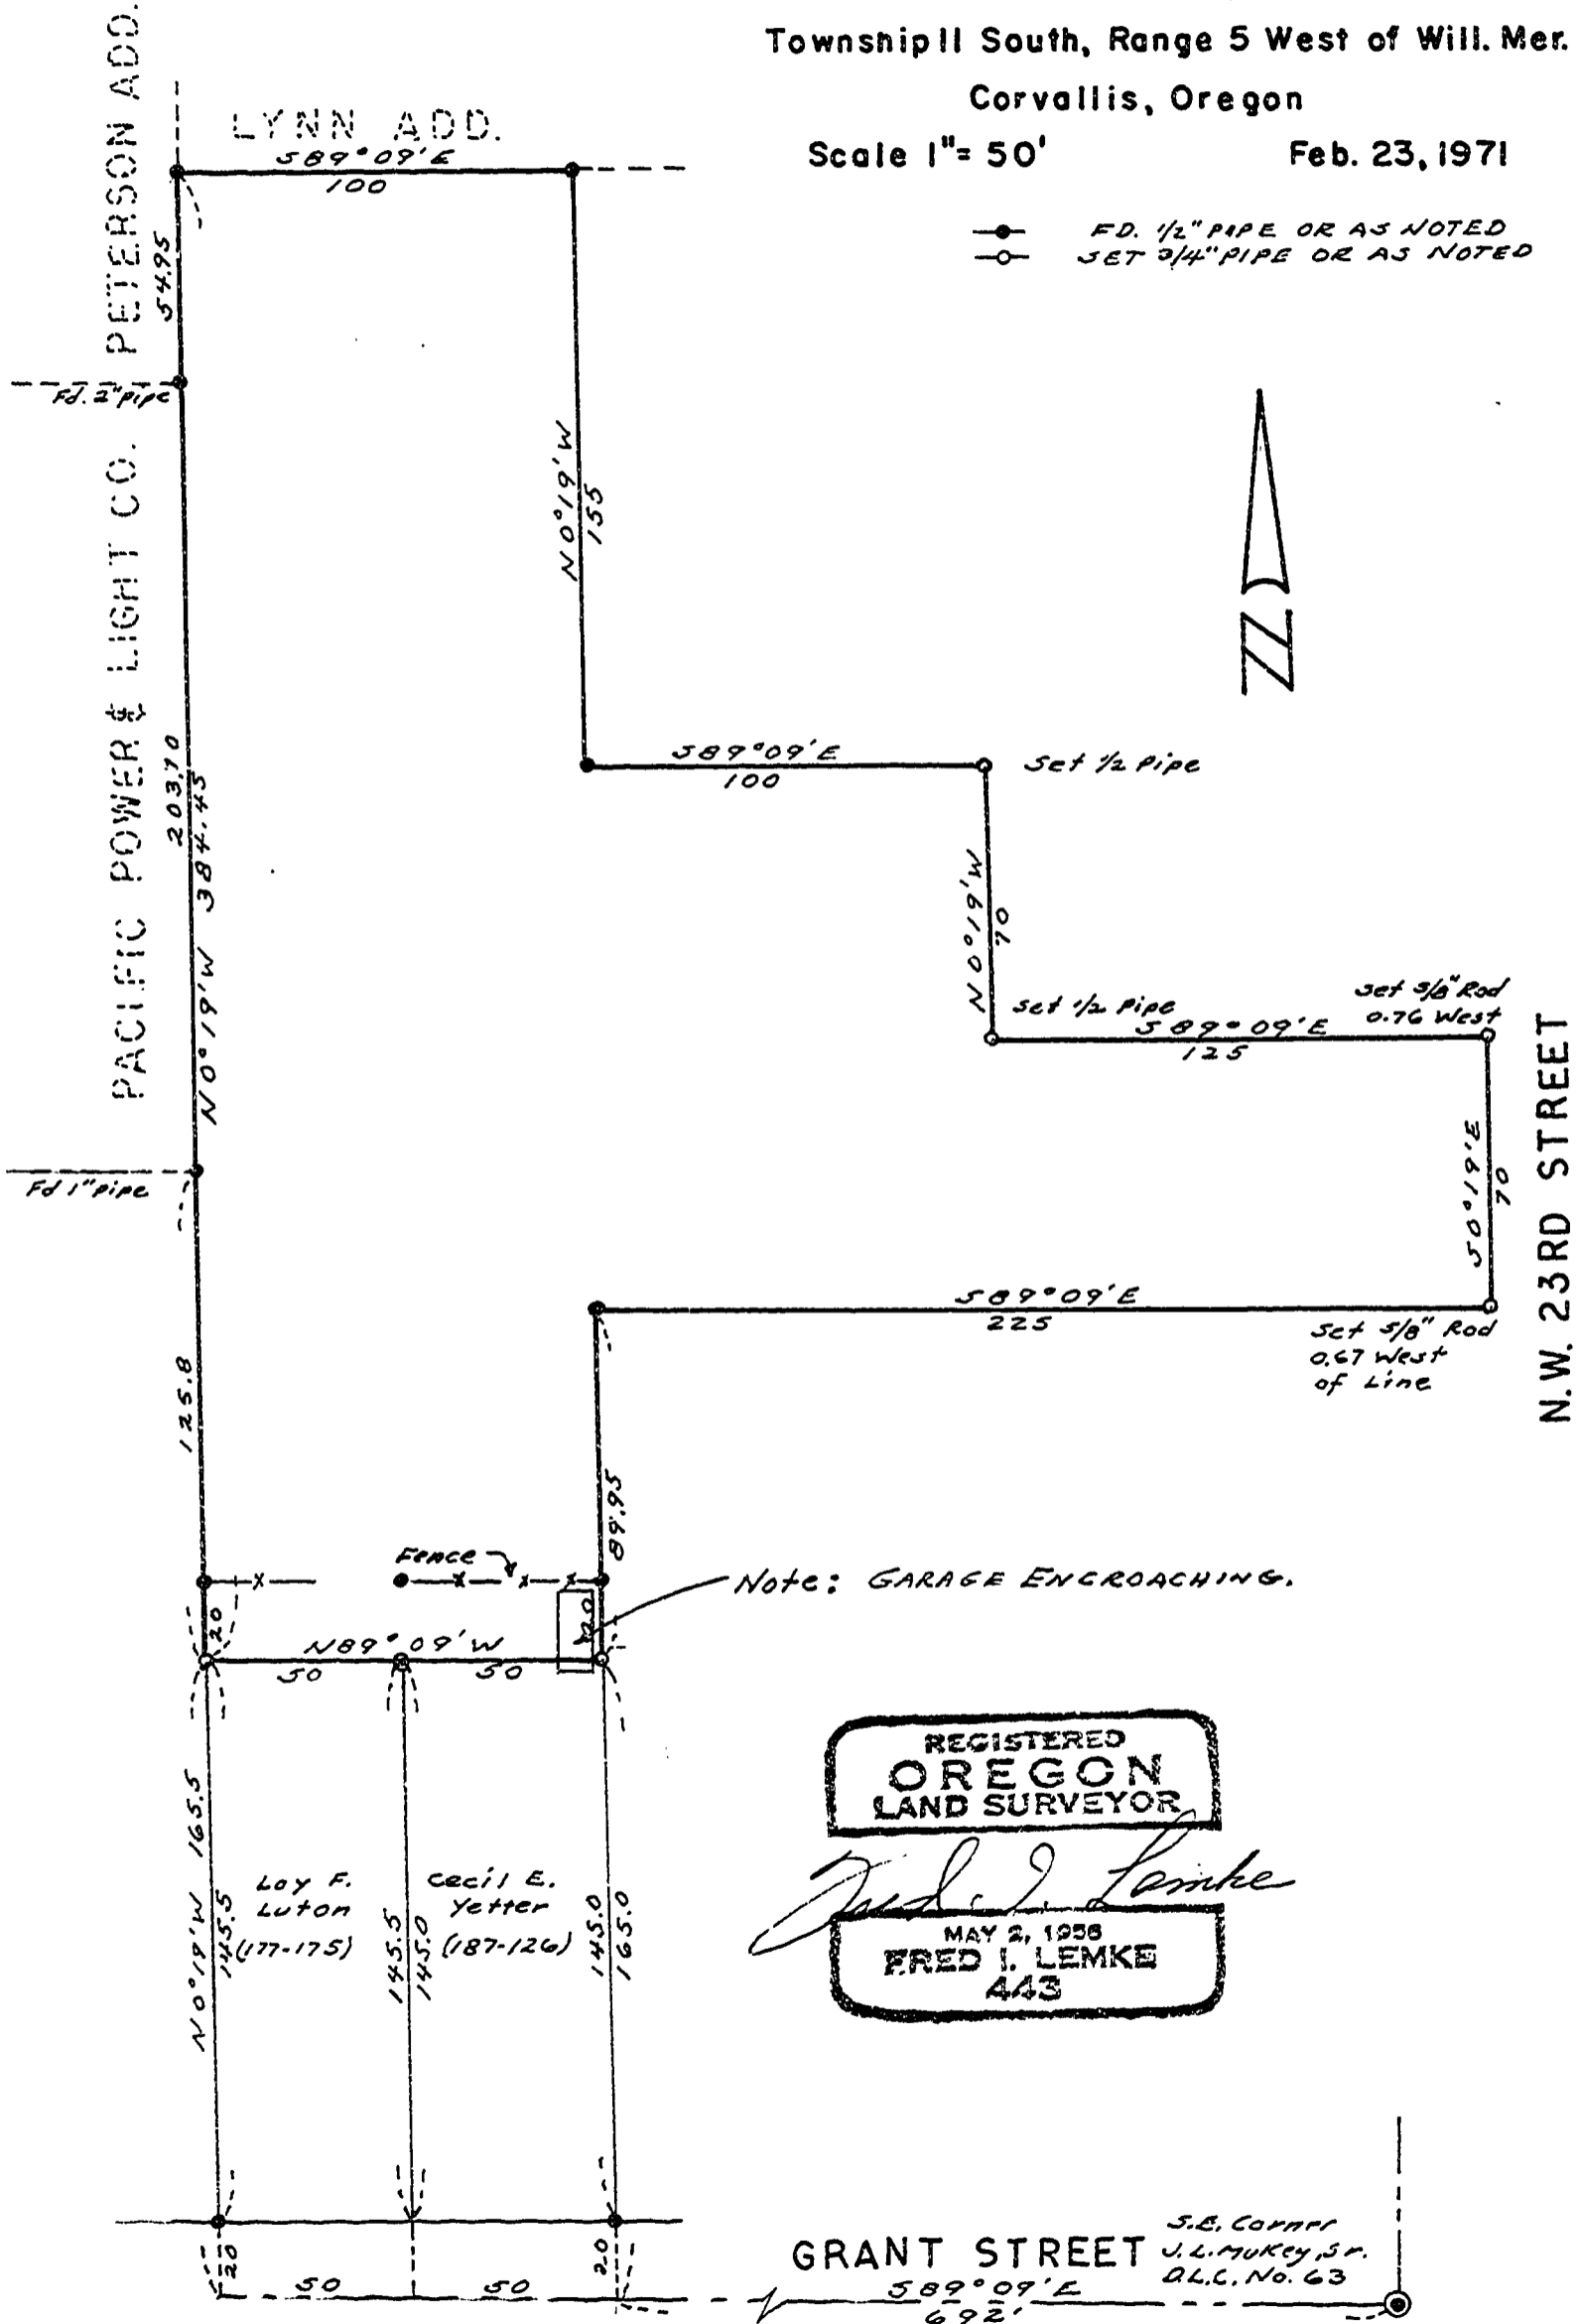 Township 11 South, Range 5 West of Will. Mer.
Corvallis, Oregon
Scale 1"= 50'
Feb. 23, 1971
FD. 1/2" PIPE OR AS NOTED
SET 3/4" PIPE OR AS NOTED
PETERSON ADD.
LYNN ADD.
S89°09'E
100
54.95
Fd. 2" pipe
PACIFIC POWER & LIGHT CO.
N0°19'W
155
203.70
N0°19'W 384.45
S89°09'E
100
Set 1/2 Pipe
N0°19'W
70
Set 1/2 Pipe
Set 5/8" Rod
0.76 West
S89°09'E
125
N
S0°19'E
70
N.W. 23RD STREET
Fd 1" pipe
S89°09'E
225
Set 5/8" Rod
0.67 West
of Line
125.8
89.95
Fence
Note: GARAGE ENCROACHING.
20
20
N89°09'W
50
50
REGISTERED
OREGON
LAND SURVEYOR
Fred I. Lemke
MAY 2, 1958
FRED I. LEMKE
443
N0°19'W 165.5
145.5
Loy F.
Luton
(177-175)
145.5
145.0
Cecil E.
Yetter
(187-126)
145.0
165.0
20
50
50
20
GRANT STREET
S89°09'E
692'
S.E. Corner
J.L. Mulkey, Sr.
D.L.C. No. 63